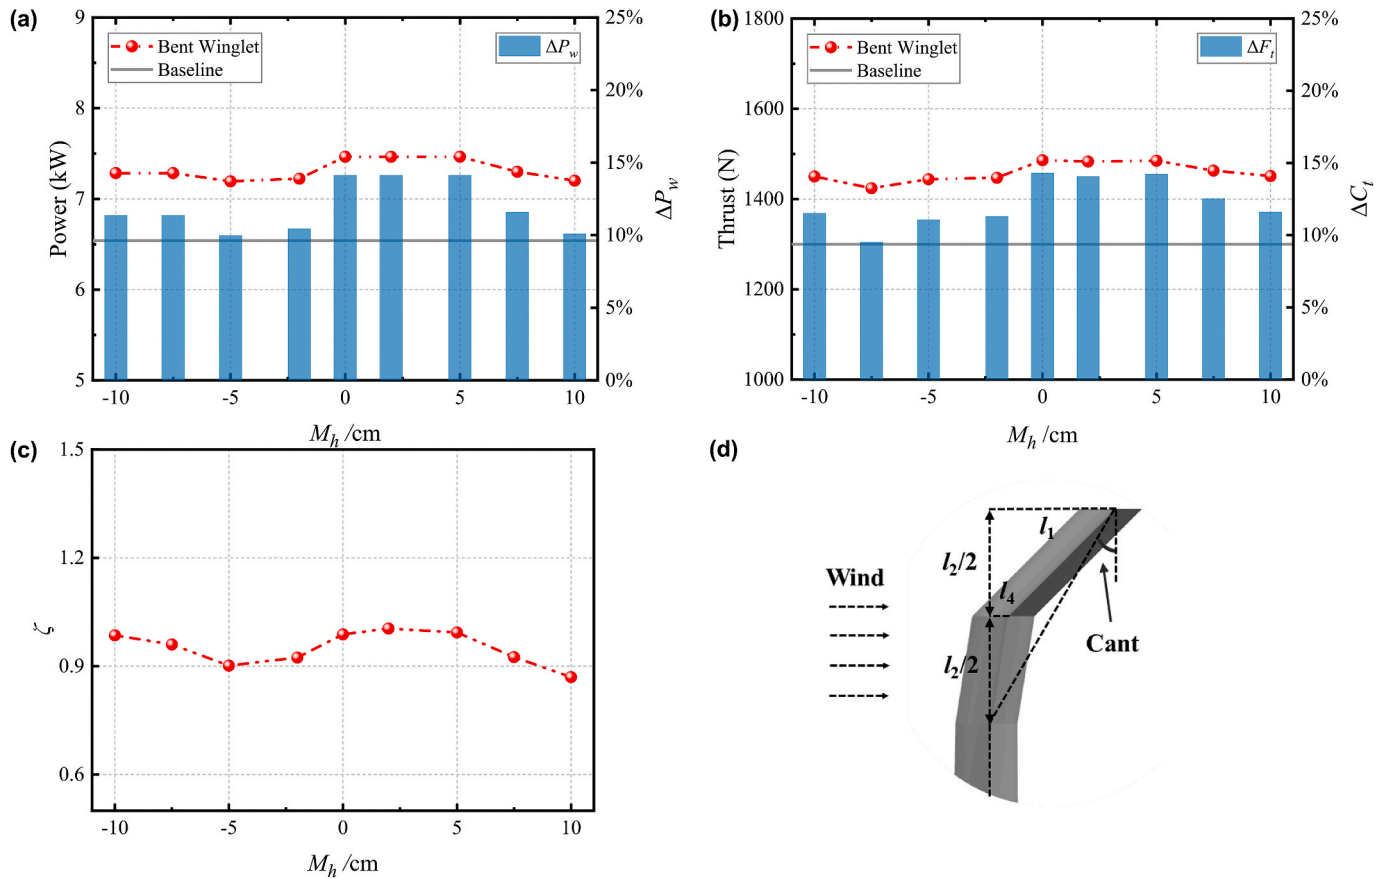 (a)
9
8
7
6
5
Power (kW)
Bent Winglet
Baseline
ΔP_w
25%
20%
15%
10%
5%
0%
ΔP_w
-10 -5 0 5 10
M_h /cm
(b)
1800
1600
1400
1200
1000
Thrust (N)
Bent Winglet
Baseline
ΔF_t
25%
20%
15%
10%
5%
0%
ΔC_t
-10 -5 0 5 10
M_h /cm
(c)
1.5
1.2
0.9
0.6
ζ
-10 -5 0 5 10
M_h /cm
(d)
l_1
l_2/2
l_4
Wind
Cant
l_2/2